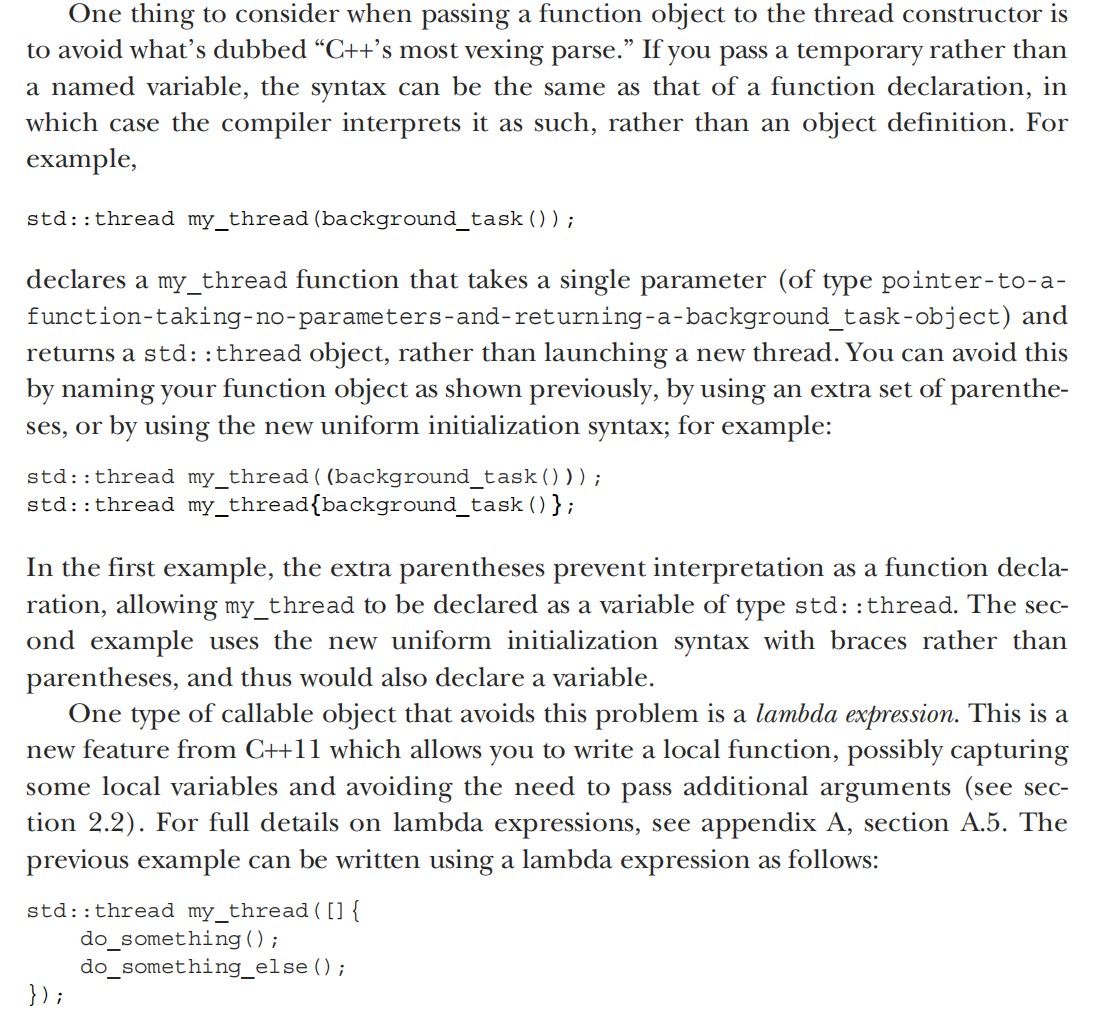 One thing to consider when passing a function object to the thread constructor is
to avoid what’s dubbed “C++’s most vexing parse.” If you pass a temporary rather than
a named variable, the syntax can be the same as that of a function declaration, in
which case the compiler interprets it as such, rather than an object definition. For
example,
std::thread my_thread(background_task());
declares a my_thread function that takes a single parameter (of type pointer-to-a-
function-taking-no-parameters-and-returning-a-background_task-object) and
returns a std::thread object, rather than launching a new thread. You can avoid this
by naming your function object as shown previously, by using an extra set of parenthe-
ses, or by using the new uniform initialization syntax; for example:
std::thread my_thread((background_task()));
std::thread my_thread{background_task()};
In the first example, the extra parentheses prevent interpretation as a function decla-
ration, allowing my_thread to be declared as a variable of type std::thread. The sec-
ond example uses the new uniform initialization syntax with braces rather than
parentheses, and thus would also declare a variable.
One type of callable object that avoids this problem is a lambda expression. This is a
new feature from C++11 which allows you to write a local function, possibly capturing
some local variables and avoiding the need to pass additional arguments (see sec-
tion 2.2). For full details on lambda expressions, see appendix A, section A.5. The
previous example can be written using a lambda expression as follows:
std::thread my_thread([]{
    do_something();
    do_something_else();
});